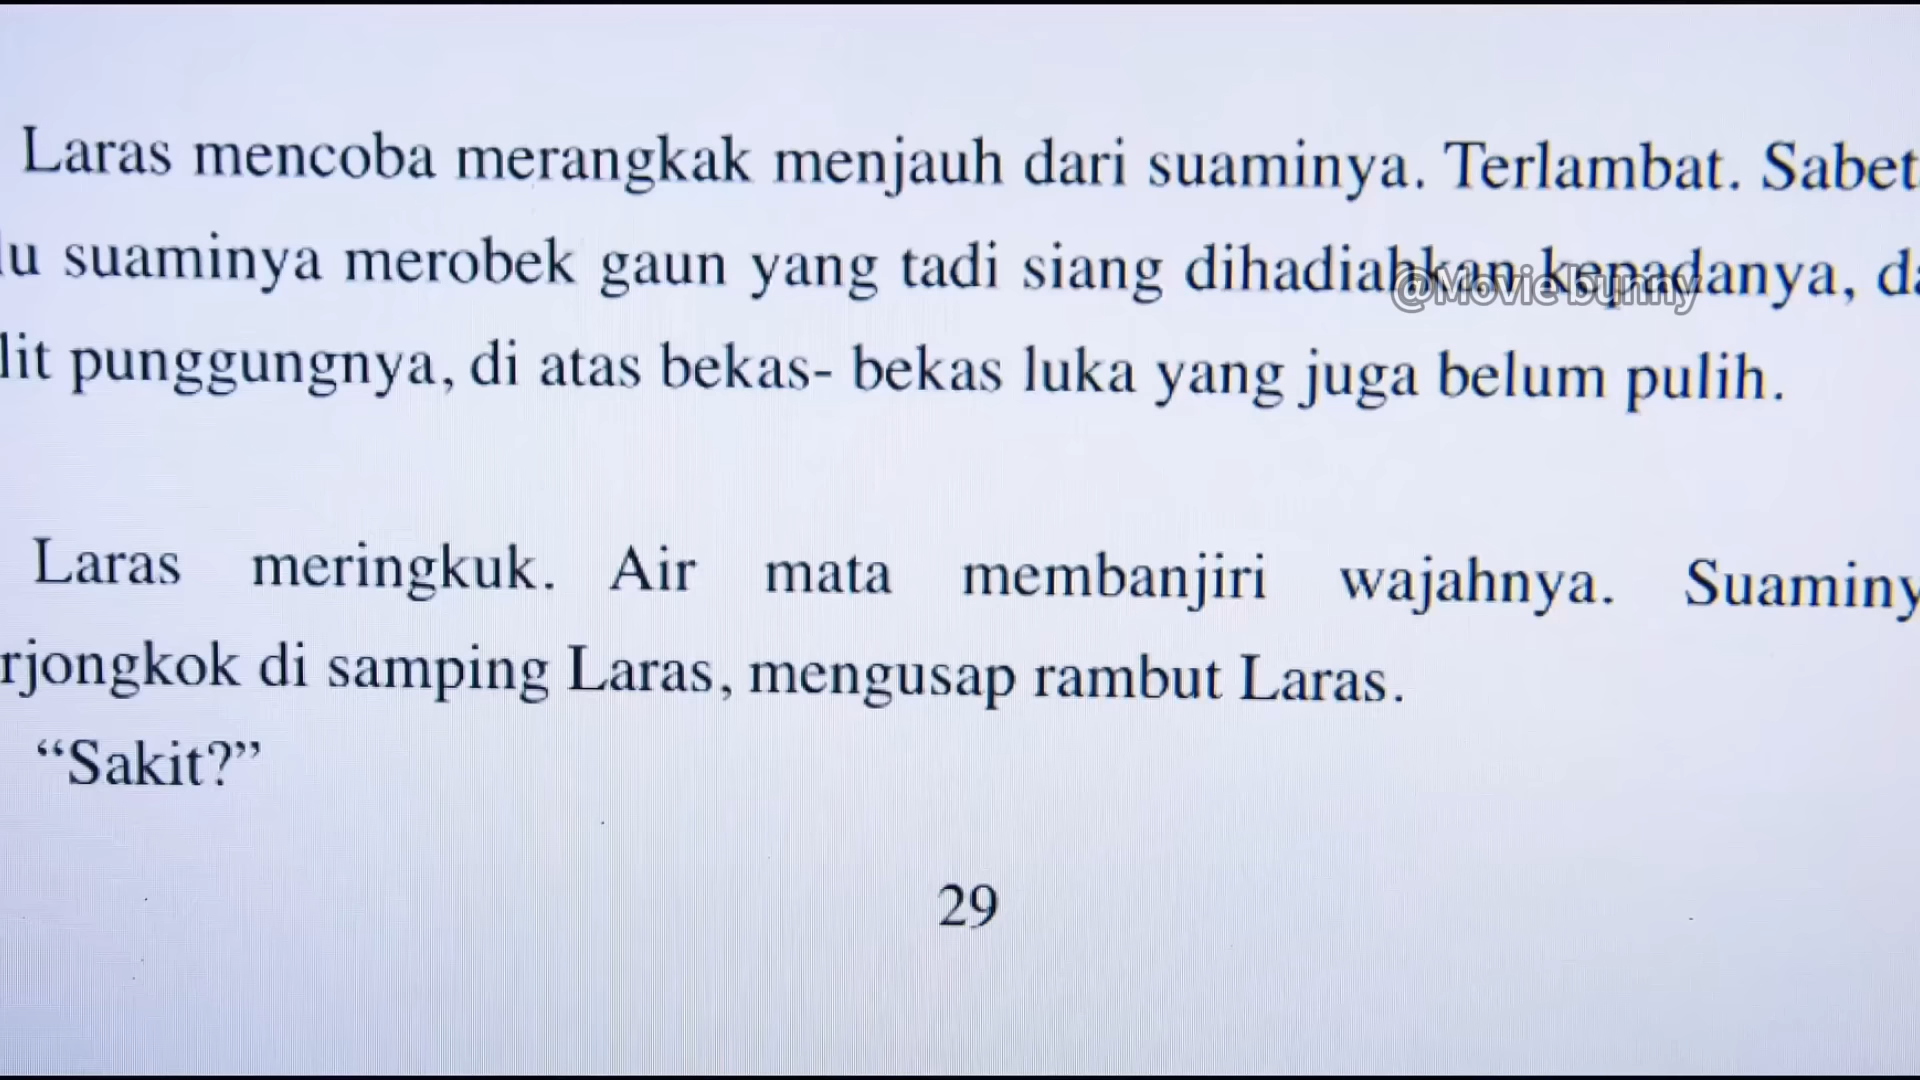 Laras mencoba merangkak menjauh dari suaminya. Terlambat. Sabet
lu suaminya merobek gaun yang tadi siang dihadiahkan kepadanya, da
@Movie bunny
lit punggungnya, di atas bekas- bekas luka yang juga belum pulih.
Laras meringkuk. Air mata membanjiri wajahnya. Suaminy
rjongkok di samping Laras, mengusap rambut Laras.
“Sakit?”
29